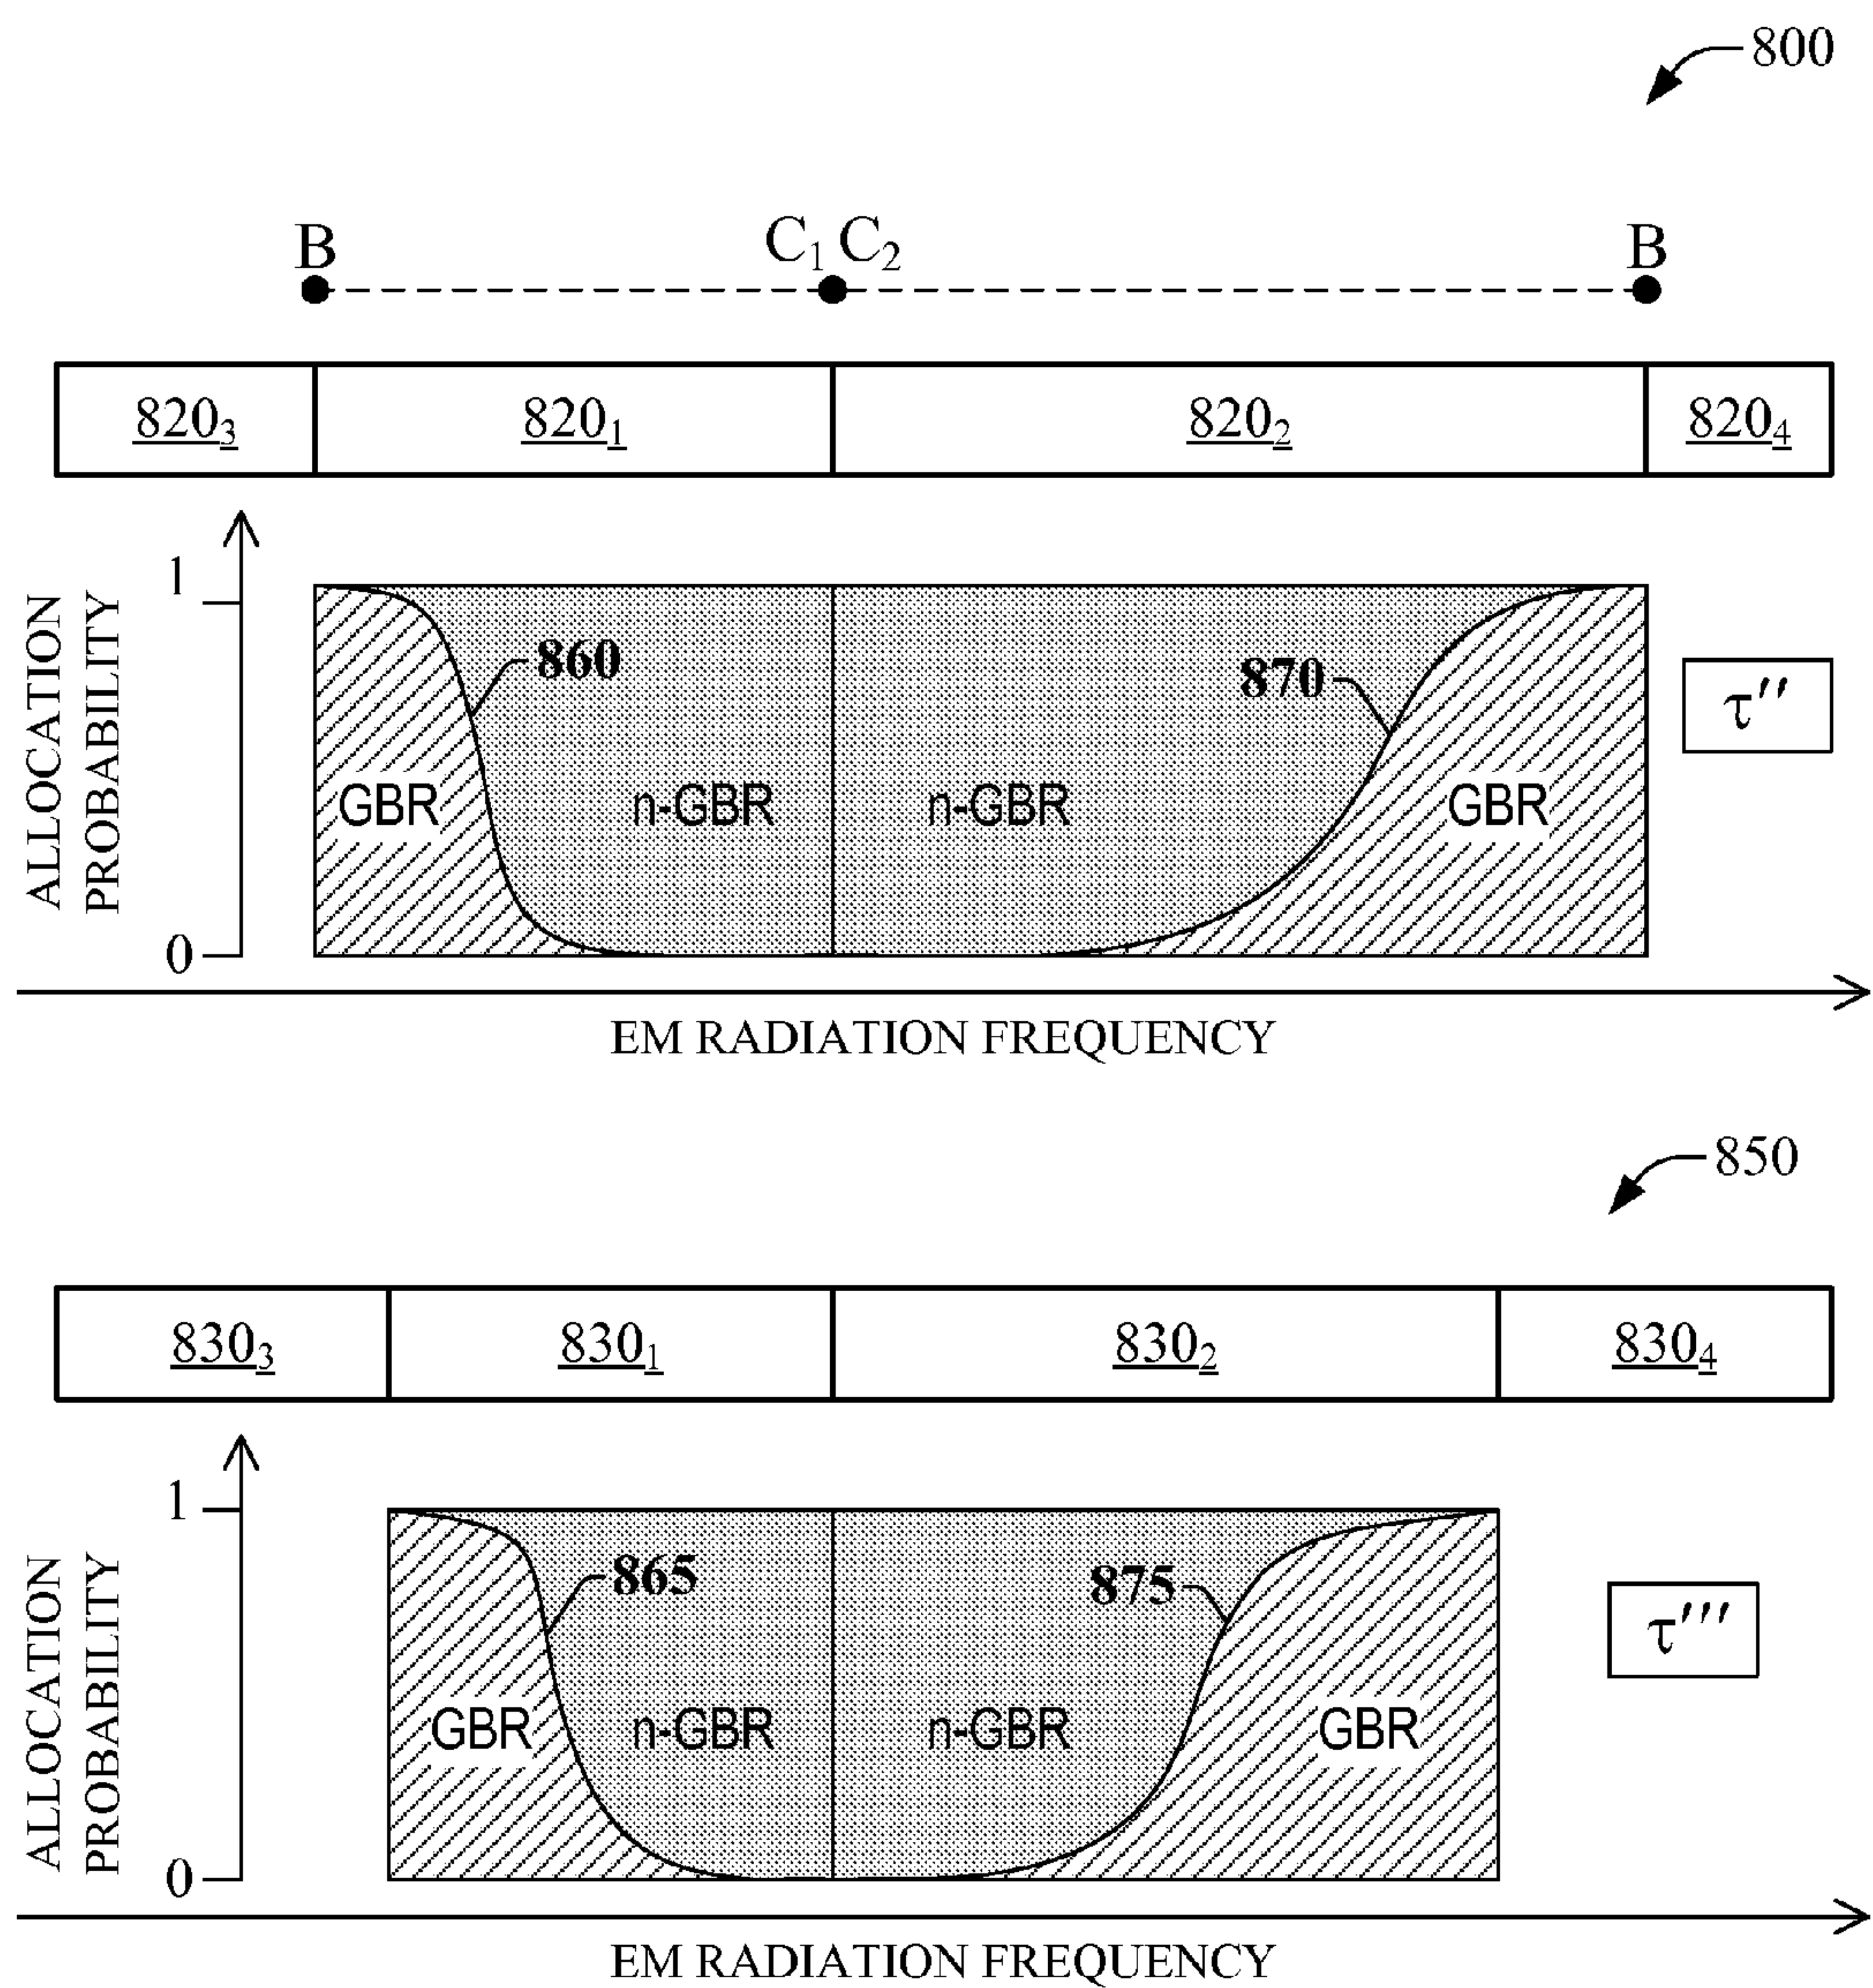 800
B C₁ C₂ B
820₃ 820₁ 820₂ 820₄
ALLOCATION
PROBABILITY
1
0
860
870
GBR n-GBR n-GBR GBR
τ′′
EM RADIATION FREQUENCY
850
830₃ 830₁ 830₂ 830₄
ALLOCATION
PROBABILITY
1
0
865
875
GBR n-GBR n-GBR GBR
τ′′′
EM RADIATION FREQUENCY